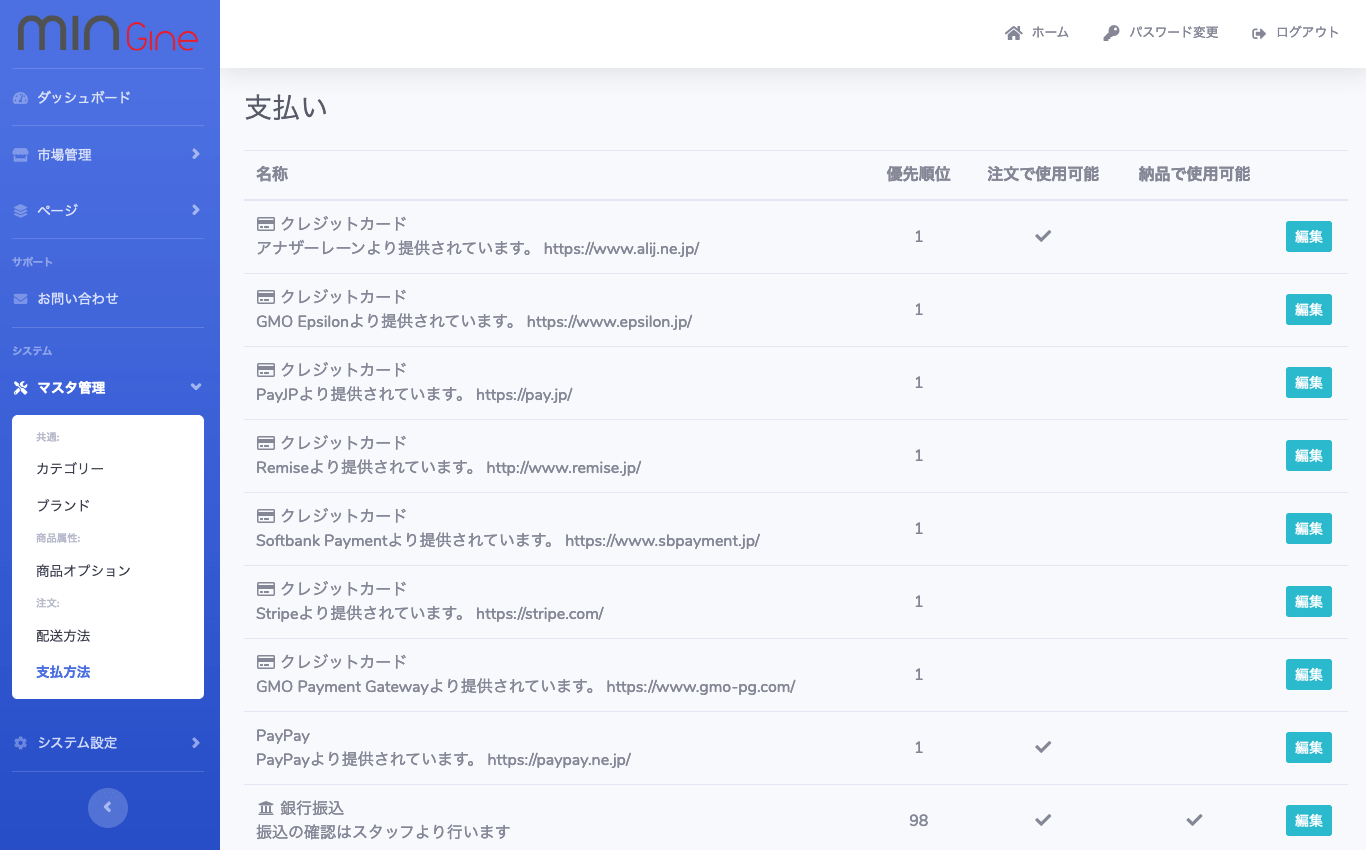 min Gine
ホーム パスワード変更 ログアウト
ダッシュボード
市場管理
ページ
サポート
お問い合わせ
システム
マスタ管理
共通:
カテゴリー
ブランド
商品属性:
商品オプション
注文:
配送方法
支払方法
システム設定
支払い
名称 優先順位 注文で使用可能 納品で使用可能
クレジットカード
アナザーレーンより提供されています。 https://www.alij.ne.jp/ 1 編集
クレジットカード
GMO Epsilonより提供されています。 https://www.epsilon.jp/ 1 編集
クレジットカード
PayJPより提供されています。 https://pay.jp/ 1 編集
クレジットカード
Remiseより提供されています。 http://www.remise.jp/ 1 編集
クレジットカード
Softbank Paymentより提供されています。 https://www.sbpayment.jp/ 1 編集
クレジットカード
Stripeより提供されています。 https://stripe.com/ 1 編集
クレジットカード
GMO Payment Gatewayより提供されています。 https://www.gmo-pg.com/ 1 編集
PayPay
PayPayより提供されています。 https://paypay.ne.jp/ 1 編集
銀行振込
振込の確認はスタッフより行います 98 編集